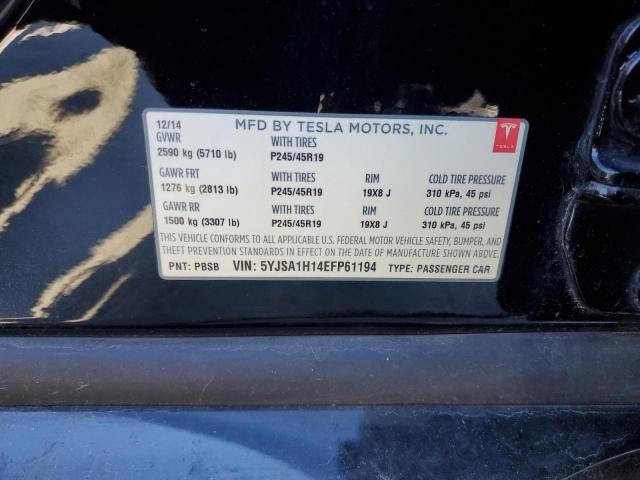 12/14 MFD BY TESLA MOTORS, INC. TESLA
GVWR WITH TIRES
2590 kg (5710 lb) P245/45R19
GAWR FRT WITH TIRES RIM COLD TIRE PRESSURE
1276 kg (2813 lb) P245/45R19 19X8 J 310 kPa, 45 psi
GAWR RR WITH TIRES RIM COLD TIRE PRESSURE
1500 kg (3307 lb) P245/45R19 19X8 J 310 kPa, 45 psi
THIS VEHICLE CONFORMS TO ALL APPLICABLE U.S. FEDERAL MOTOR VEHICLE SAFETY, BUMPER, AND
THEFT PREVENTION STANDARDS IN EFFECT ON THE DATE OF MANUFACTURE SHOWN ABOVE.
PNT: PBSB VIN: 5YJSA1H14EFP61194 TYPE: PASSENGER CAR